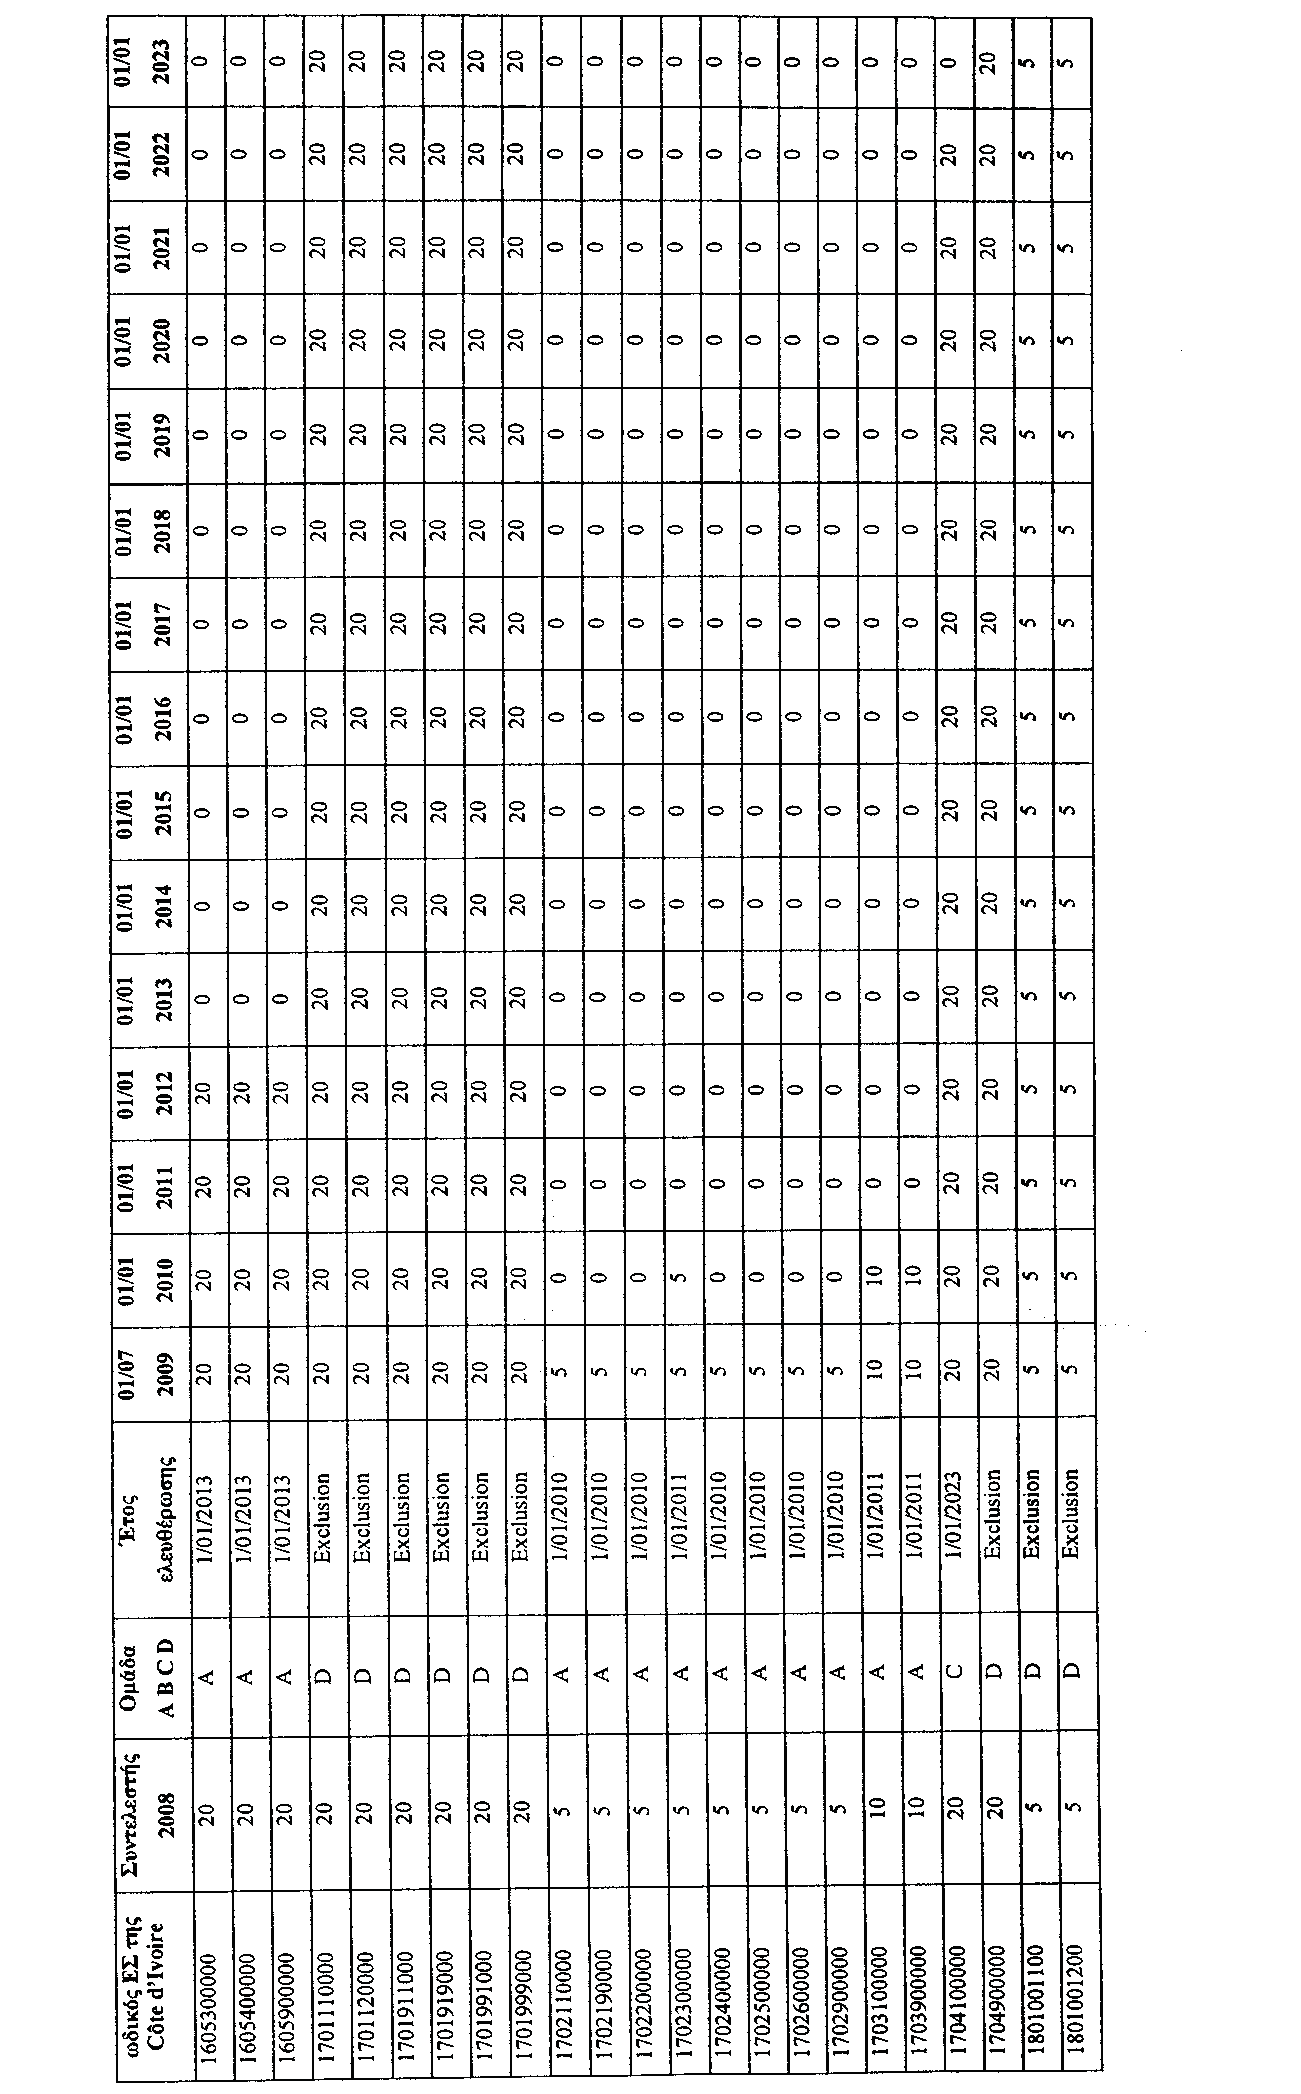 ωδικός ΕΣ της Côte d'Ivoire Συντελεστής 2008 Ομάδα A B C D Έτος ελευθέρωσης 01/07 2009 01/01 2010 01/01 2011 01/01 2012 01/01 2013 01/01 2014 01/01 2015 01/01 2016 01/01 2017 01/01 2018 01/01 2019 01/01 2020 01/01 2021 01/01 2022 01/01 2023
1605300000 20 A 1/01/2013 20 20 20 20 0 0 0 0 0 0 0 0 0 0 0
1605400000 20 A 1/01/2013 20 20 20 20 0 0 0 0 0 0 0 0 0 0 0
1605900000 20 A 1/01/2013 20 20 20 20 0 0 0 0 0 0 0 0 0 0 0
1701110000 20 D Exclusion 20 20 20 20 20 20 20 20 20 20 20 20 20 20 20
1701120000 20 D Exclusion 20 20 20 20 20 20 20 20 20 20 20 20 20 20 20
1701911000 20 D Exclusion 20 20 20 20 20 20 20 20 20 20 20 20 20 20 20
1701919000 20 D Exclusion 20 20 20 20 20 20 20 20 20 20 20 20 20 20 20
1701991000 20 D Exclusion 20 20 20 20 20 20 20 20 20 20 20 20 20 20 20
1701999000 20 D Exclusion 20 20 20 20 20 20 20 20 20 20 20 20 20 20 20
1702110000 5 A 1/01/2010 5 0 0 0 0 0 0 0 0 0 0 0 0 0 0
1702190000 5 A 1/01/2010 5 0 0 0 0 0 0 0 0 0 0 0 0 0 0
1702200000 5 A 1/01/2010 5 0 0 0 0 0 0 0 0 0 0 0 0 0 0
1702300000 5 A 1/01/2011 5 5 0 0 0 0 0 0 0 0 0 0 0 0 0
1702400000 5 A 1/01/2010 5 0 0 0 0 0 0 0 0 0 0 0 0 0 0
1702500000 5 A 1/01/2010 5 0 0 0 0 0 0 0 0 0 0 0 0 0 0
1702600000 5 A 1/01/2010 5 0 0 0 0 0 0 0 0 0 0 0 0 0 0
1702900000 5 A 1/01/2010 5 0 0 0 0 0 0 0 0 0 0 0 0 0 0
1703100000 10 A 1/01/2011 10 10 0 0 0 0 0 0 0 0 0 0 0 0 0
1703900000 10 A 1/01/2011 10 10 0 0 0 0 0 0 0 0 0 0 0 0 0
1704100000 20 C 1/01/2023 20 20 20 20 20 20 20 20 20 20 20 20 20 20 0
1704900000 20 D Exclusion 20 20 20 20 20 20 20 20 20 20 20 20 20 20 20
1801001100 5 D Exclusion 5 5 5 5 5 5 5 5 5 5 5 5 5 5 5
1801001200 5 D Exclusion 5 5 5 5 5 5 5 5 5 5 5 5 5 5 5